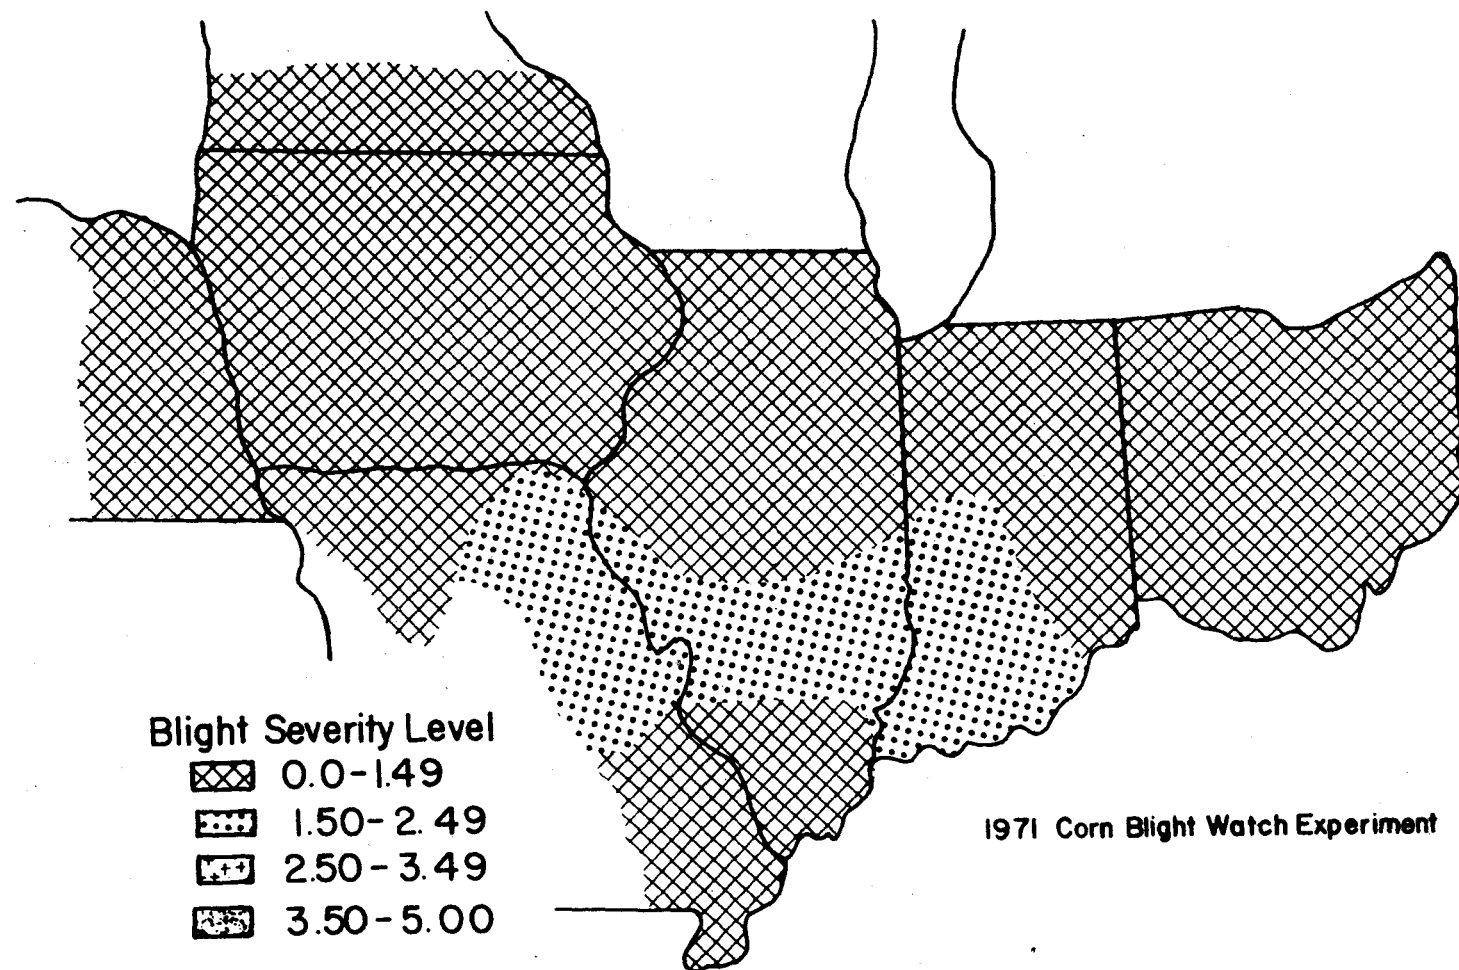 Blight Severity Level
0.0-1.49
1.50-2.49
2.50-3.49
3.50-5.00
1971 Corn Blight Watch Experiment